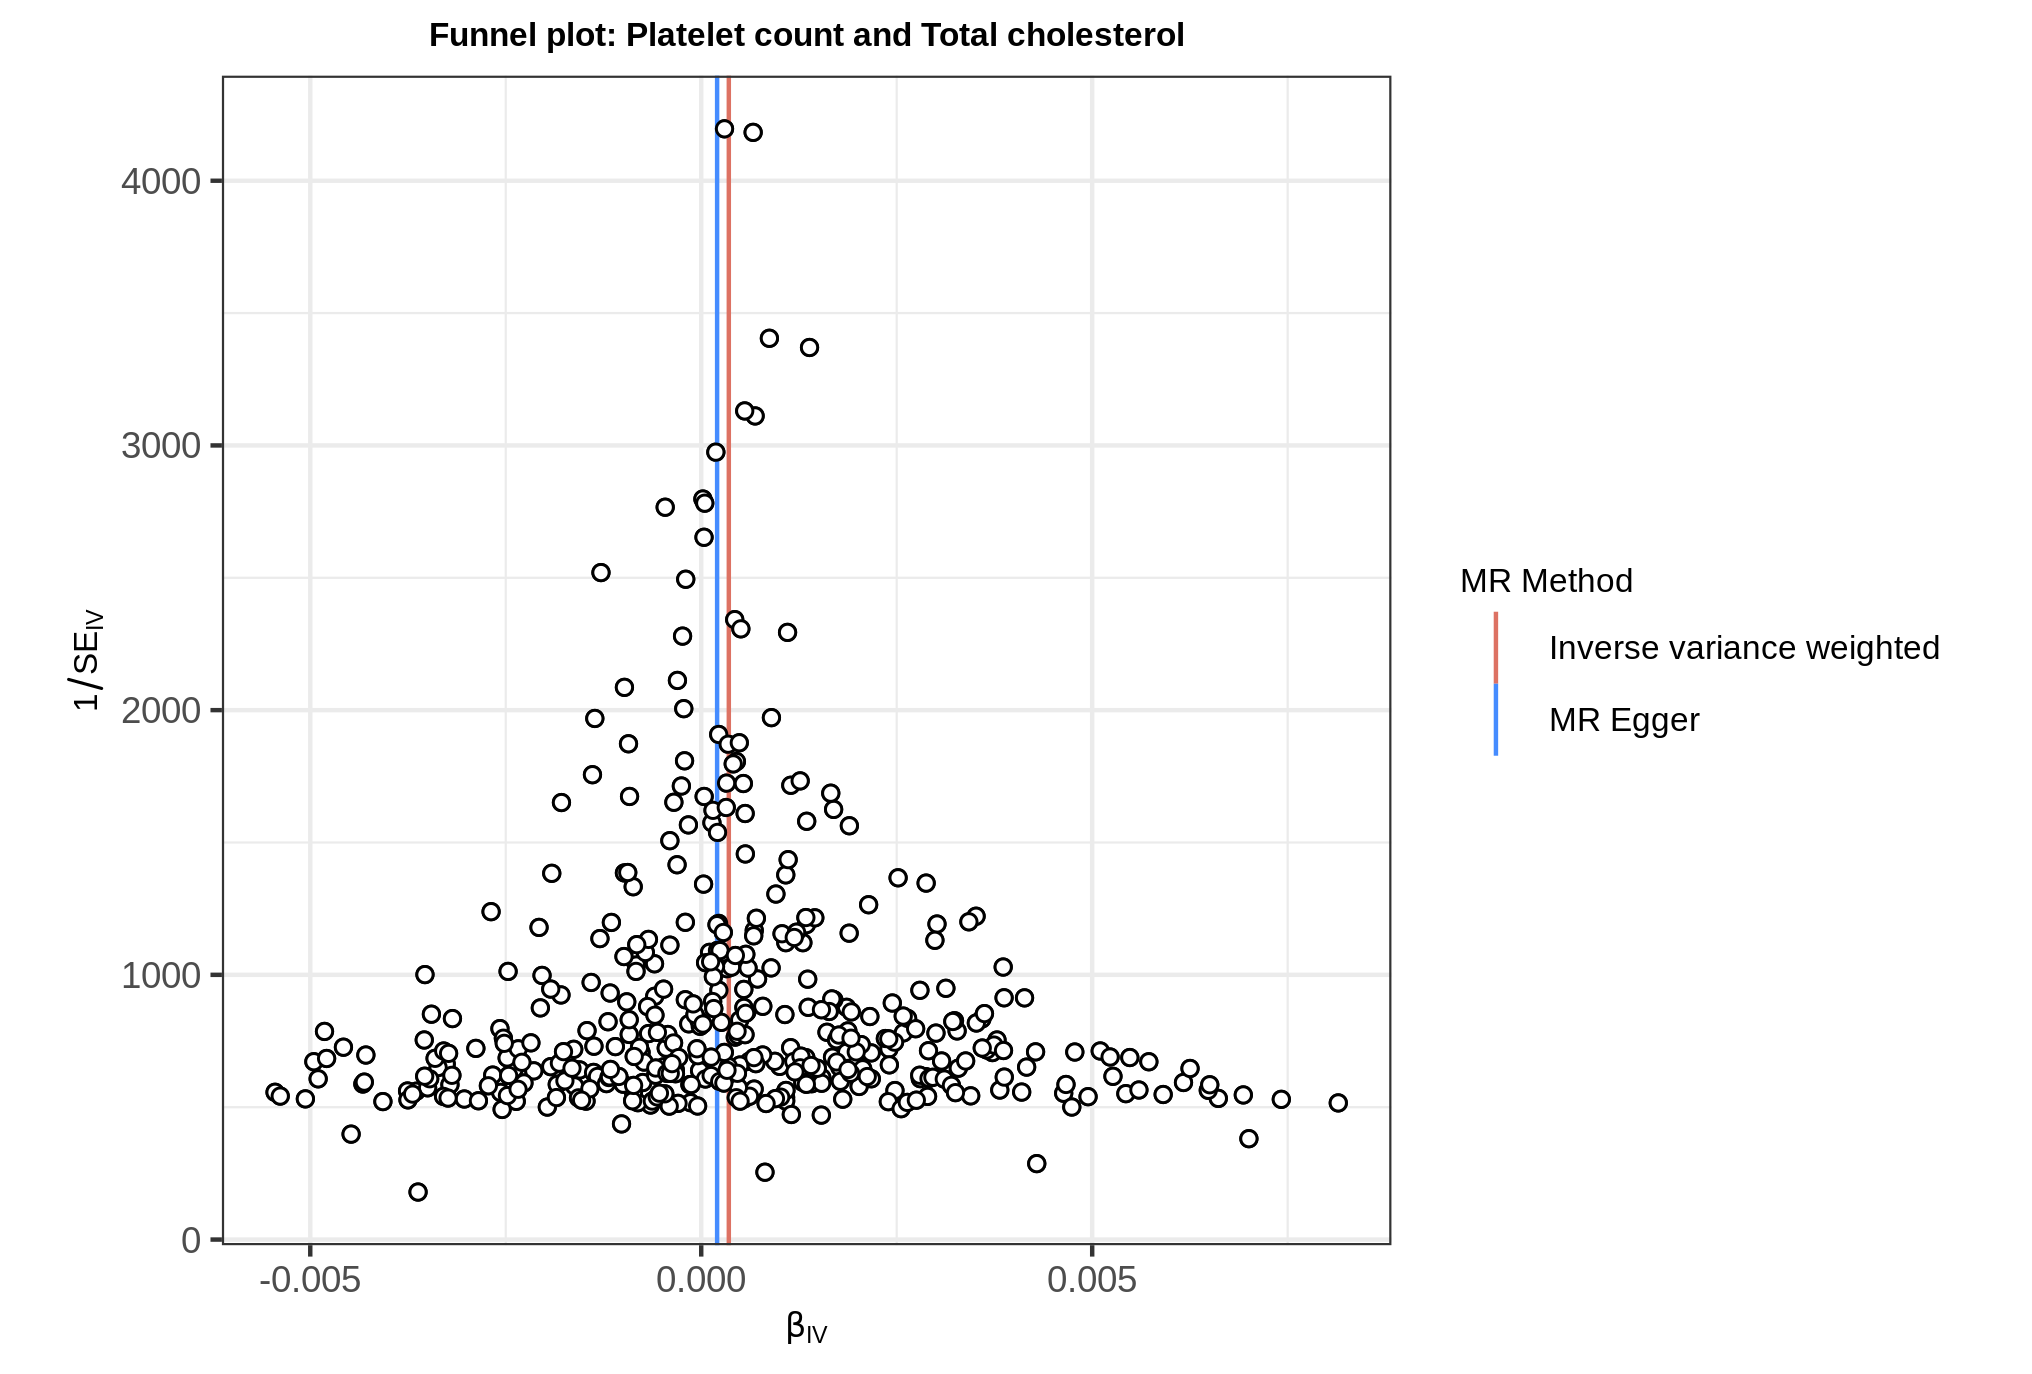 Funnel plot: Platelet count and Total cholesterol
4000
3000
2000
1000
0
1/SE_IV
-0.005
0.000
0.005
β_IV
MR Method
Inverse variance weighted
MR Egger